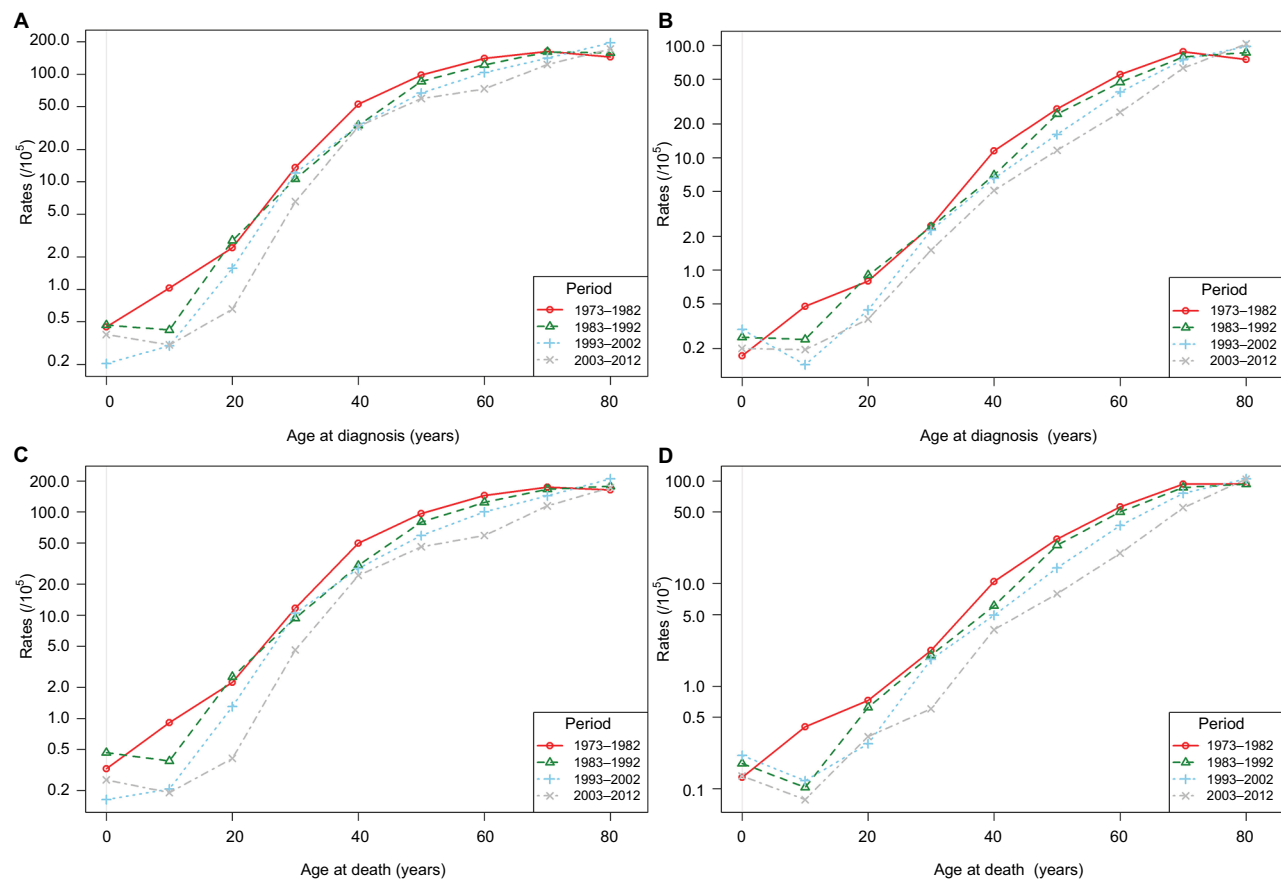 A
Rates (/10⁵)
200.0
100.0
50.0
20.0
10.0
5.0
2.0
1.0
0.5
0.2
0 20 40 60 80
Age at diagnosis (years)
Period
1973–1982
1983–1992
1993–2002
2003–2012
B
Rates (/10⁵)
100.0
50.0
20.0
10.0
5.0
2.0
1.0
0.5
0.2
0 20 40 60 80
Age at diagnosis (years)
Period
1973–1982
1983–1992
1993–2002
2003–2012
C
Rates (/10⁵)
200.0
100.0
50.0
20.0
10.0
5.0
2.0
1.0
0.5
0.2
0 20 40 60 80
Age at death (years)
Period
1973–1982
1983–1992
1993–2002
2003–2012
D
Rates (/10⁵)
100.0
50.0
10.0
5.0
1.0
0.5
0.1
0 20 40 60 80
Age at death (years)
Period
1973–1982
1983–1992
1993–2002
2003–2012